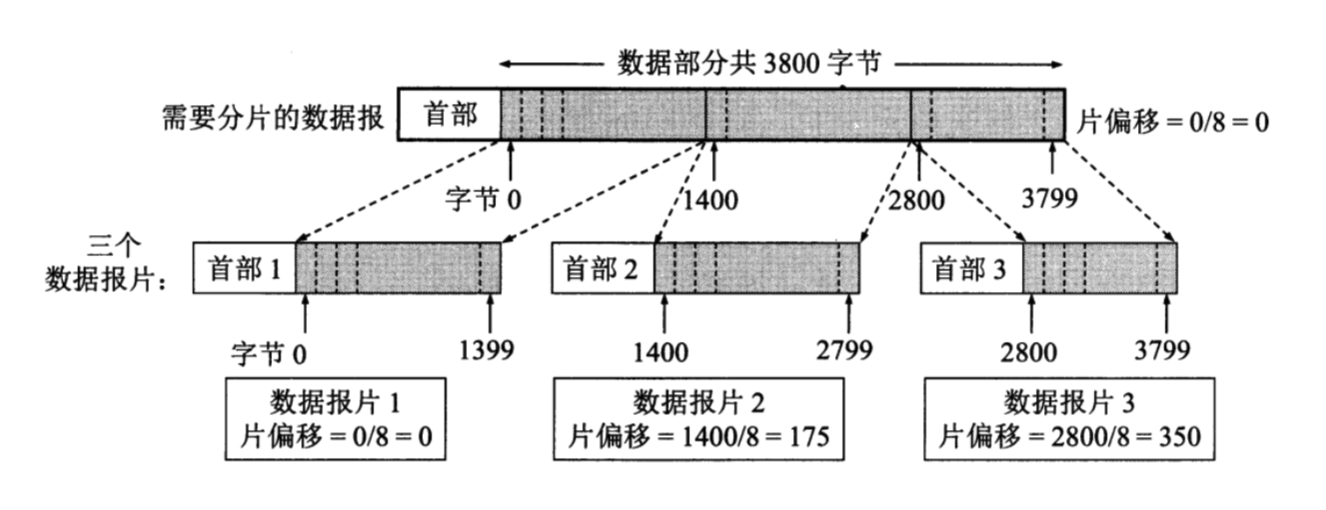 数据部分共 3800 字节
需要分片的数据报
首部
片偏移 = 0/8 = 0
字节 0
1400
2800
3799
三个
数据报片：
首部 1
首部 2
首部 3
字节 0
1399
1400
2799
2800
3799
数据报片 1
片偏移 = 0/8 = 0
数据报片 2
片偏移 = 1400/8 = 175
数据报片 3
片偏移 = 2800/8 = 350